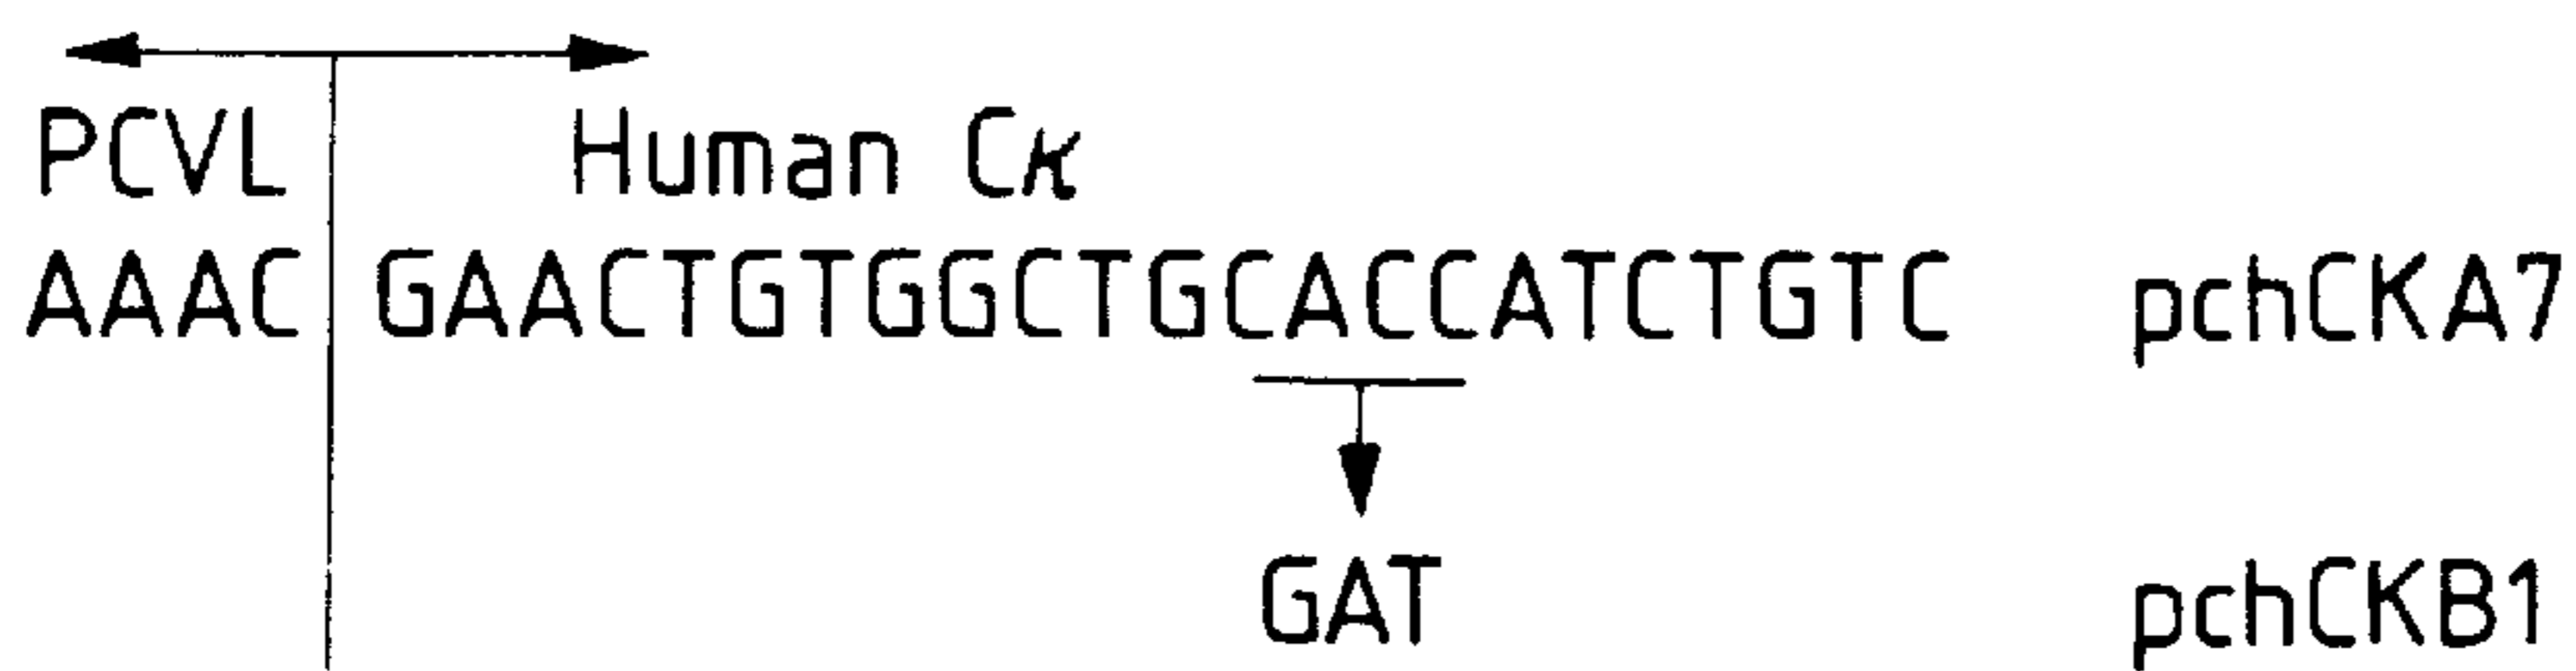 PCVL Human Cκ
AAAC GAACTGTGGCTGCACCATCTGTC pchCKA7
GAT pchCKB1